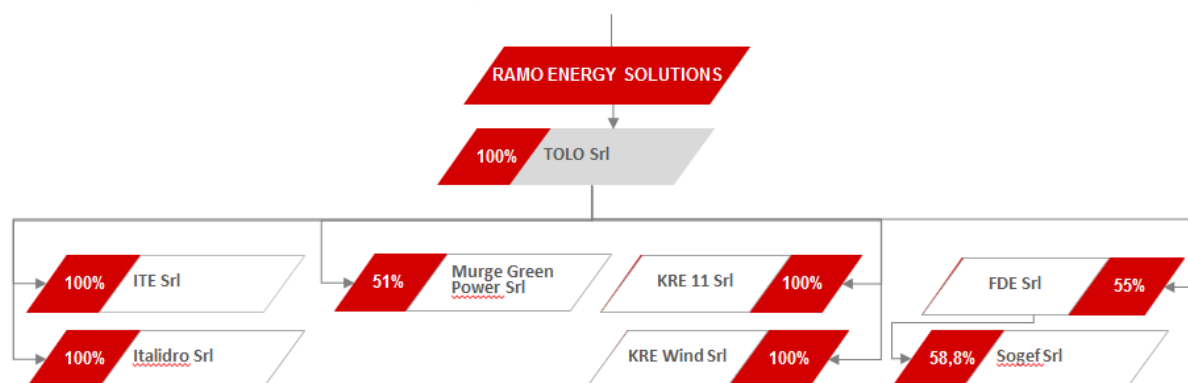 RAMO ENERGY SOLUTIONS
100% TOLO Srl
100% ITE Srl
51% Murge Green
Power Srl
KRE 11 Srl 100%
FDE Srl 55%
100% Italidro Srl
KRE Wind Srl 100%
58,8% Sogef Srl